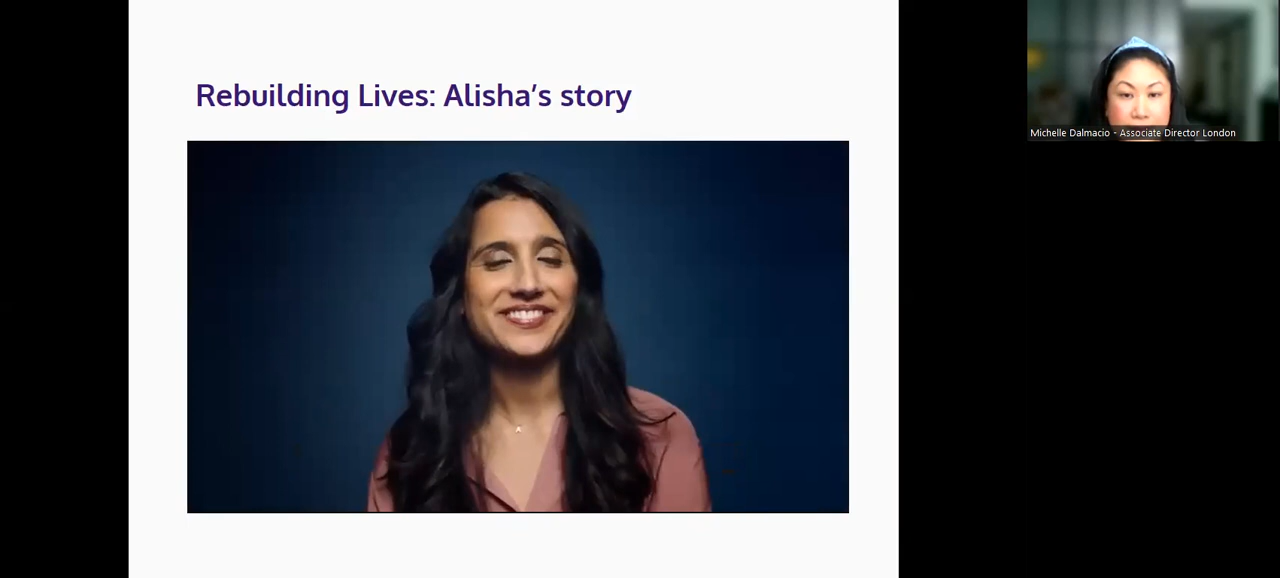 Rebuilding Lives: Alisha’s story
Michelle Dalmacio - Associate Director London